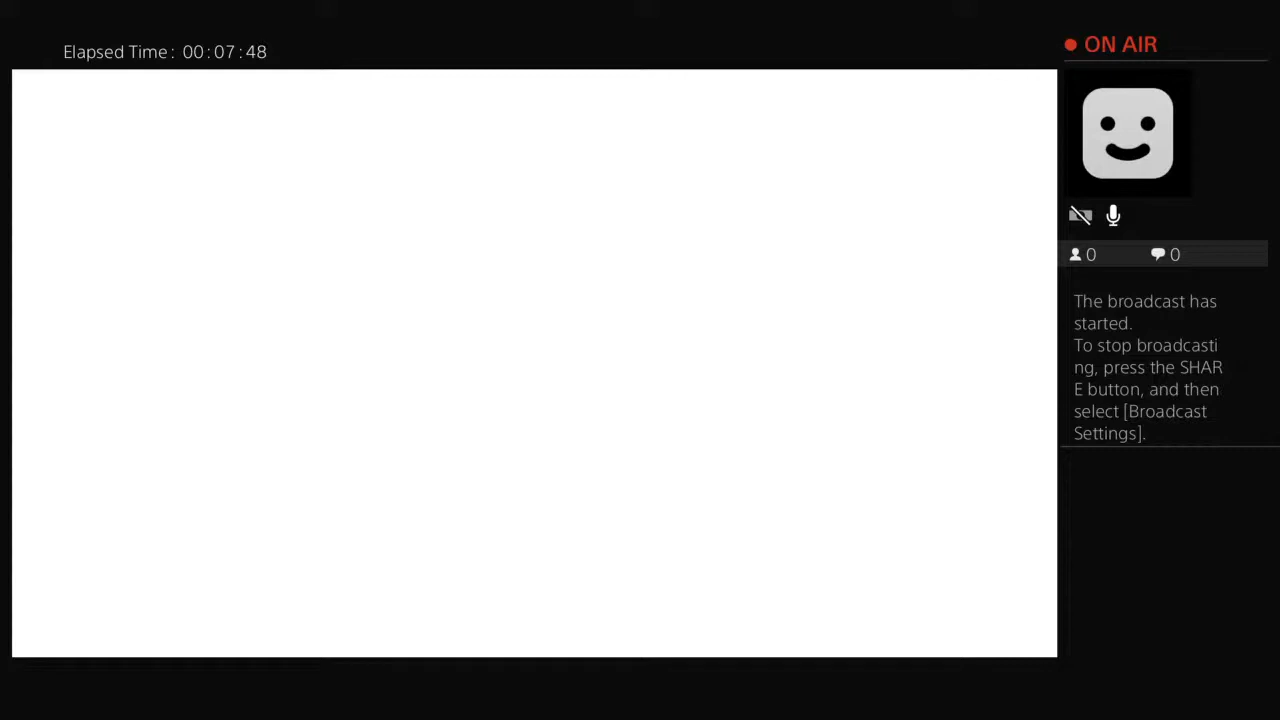 Elapsed Time: 00:07:48
ON AIR
0 0
The broadcast has
started.
To stop broadcasti
ng, press the SHAR
E button, and then
select [Broadcast
Settings].